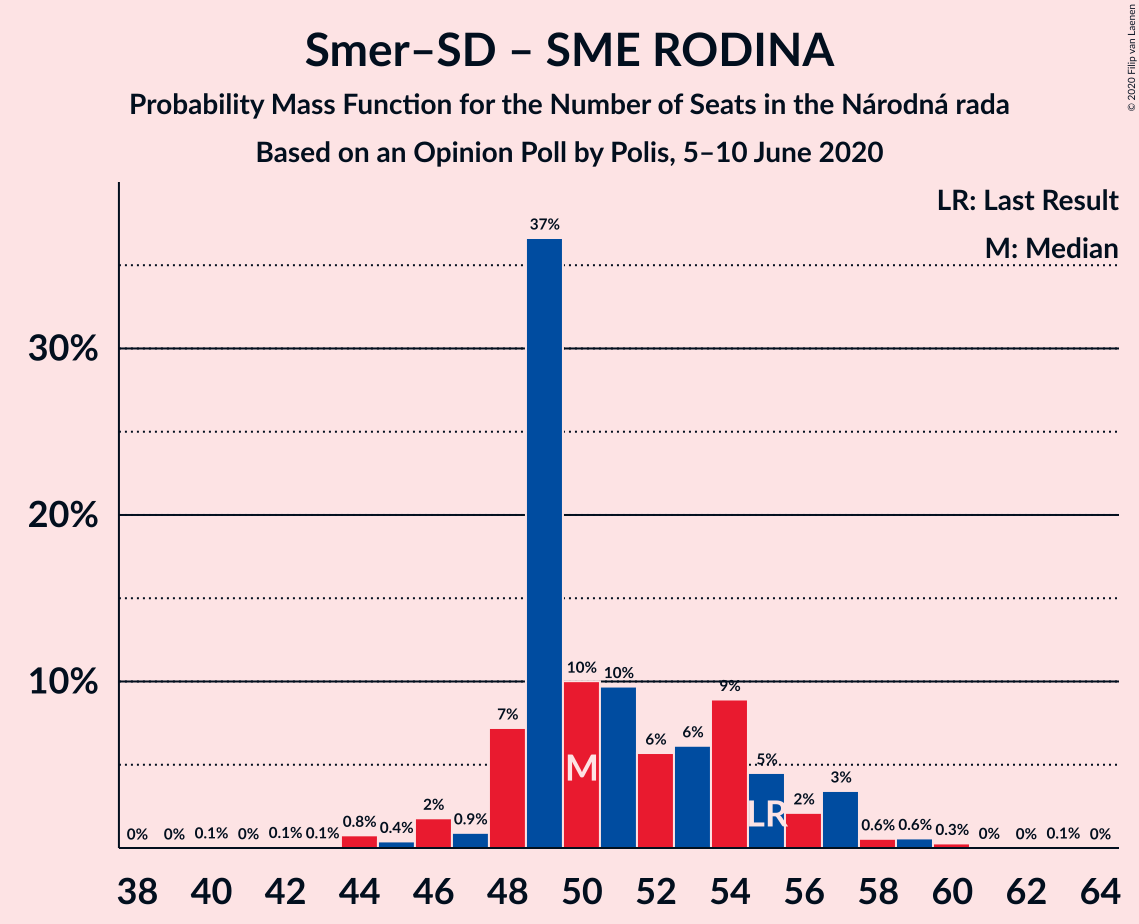 Smer–SD – SME RODINA
Probability Mass Function for the Number of Seats in the Národná rada
Based on an Opinion Poll by Polis, 5–10 June 2020
© 2020 Filip van Laenen
LR: Last Result
M: Median
30%
20%
10%
0% 0% 0.1% 0% 0.1% 0.1% 0.8% 0.4% 2% 0.9% 7% 37% 10% 10% 6% 6% 9% 5% 2% 3% 0.6% 0.6% 0.3% 0% 0% 0.1% 0%
M
LR
38 40 42 44 46 48 50 52 54 56 58 60 62 64